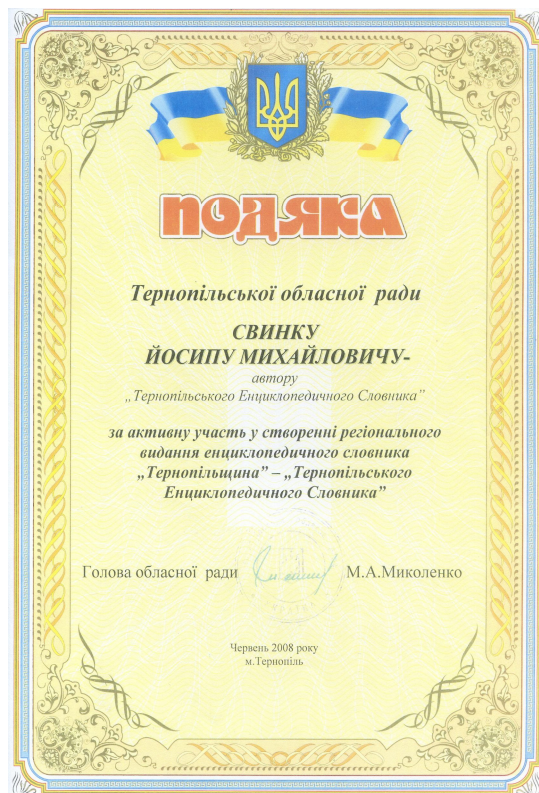 ПОДЯКА
Тернопільської обласної ради
СВИНКУ
ЙОСИПУ МИХАЙЛОВИЧУ-
автору
„Тернопільського Енциклопедичного Словника”
за активну участь у створенні регіонального
видання енциклопедичного словника
„Тернопільщина” – „Тернопільського
Енциклопедичного Словника”
Голова обласної ради М.А.Миколенко
Червень 2008 року
м.Тернопіль